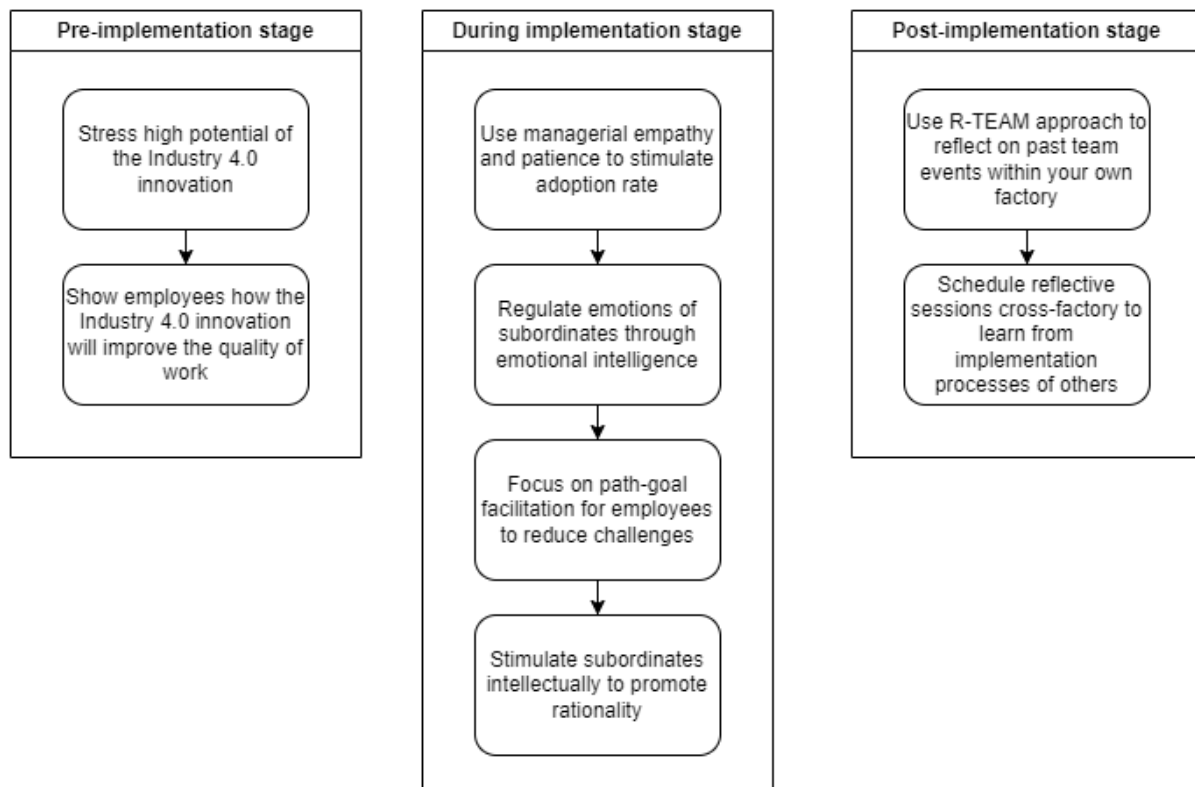 Pre-implementation stage
Stress high potential of
the Industry 4.0
innovation
Show employees how the
Industry 4.0 innovation
will improve the quality of
work
During implementation stage
Use managerial empathy
and patience to stimulate
adoption rate
Regulate emotions of
subordinates through
emotional intelligence
Focus on path-goal
facilitation for employees
to reduce challenges
Stimulate subordinates
intellectually to promote
rationality
Post-implementation stage
Use R-TEAM approach to
reflect on past team
events within your own
factory
Schedule reflective
sessions cross-factory to
learn from
implementation
processes of others